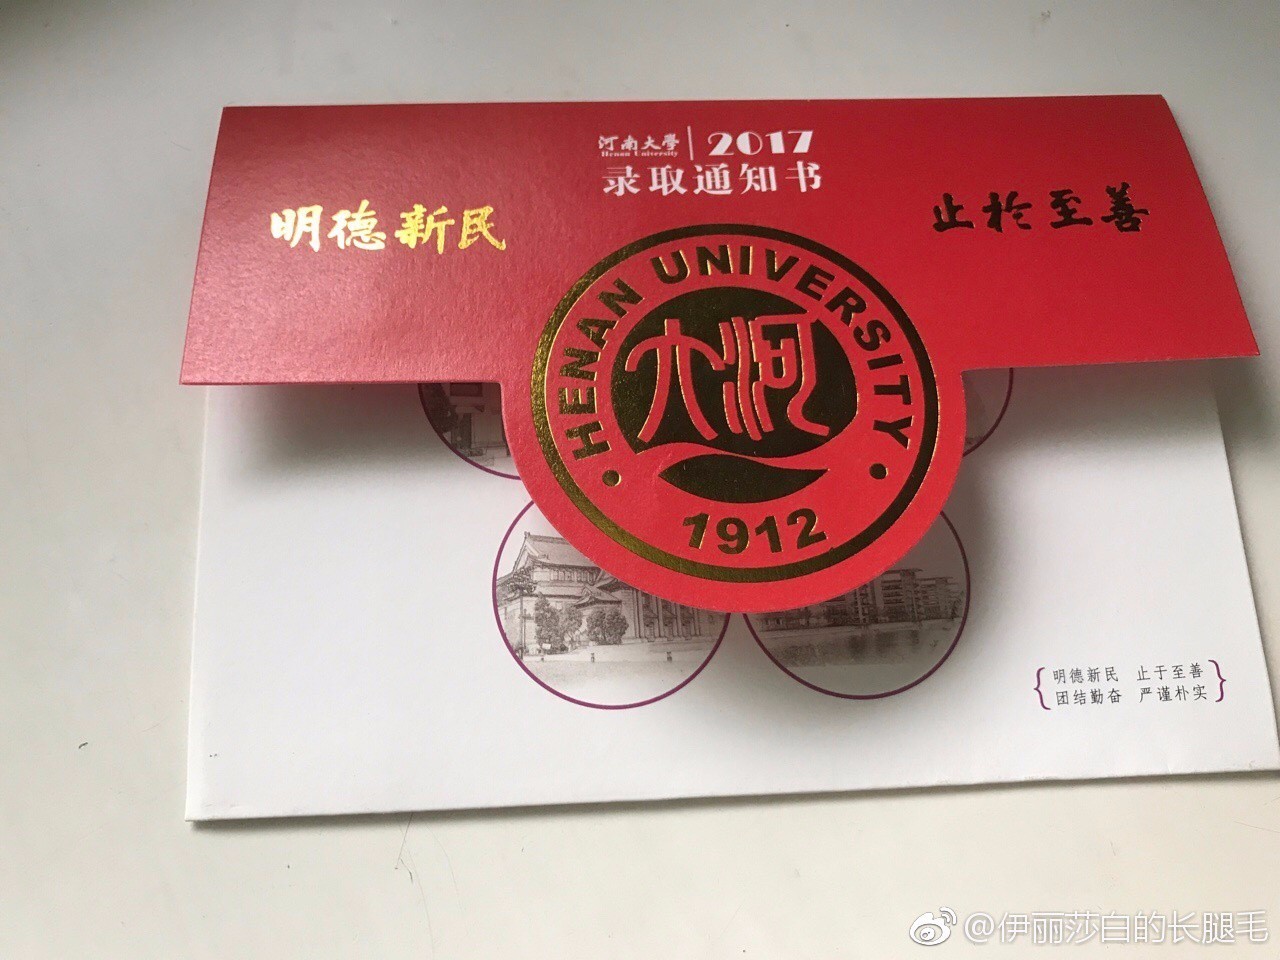 河南大學
Henan University
2017
录取通知书
明德新民
止於至善
HENAN UNIVERSITY
大河
1912
明德新民 止于至善
团结勤奋 严谨朴实
@伊丽莎白的长腿毛